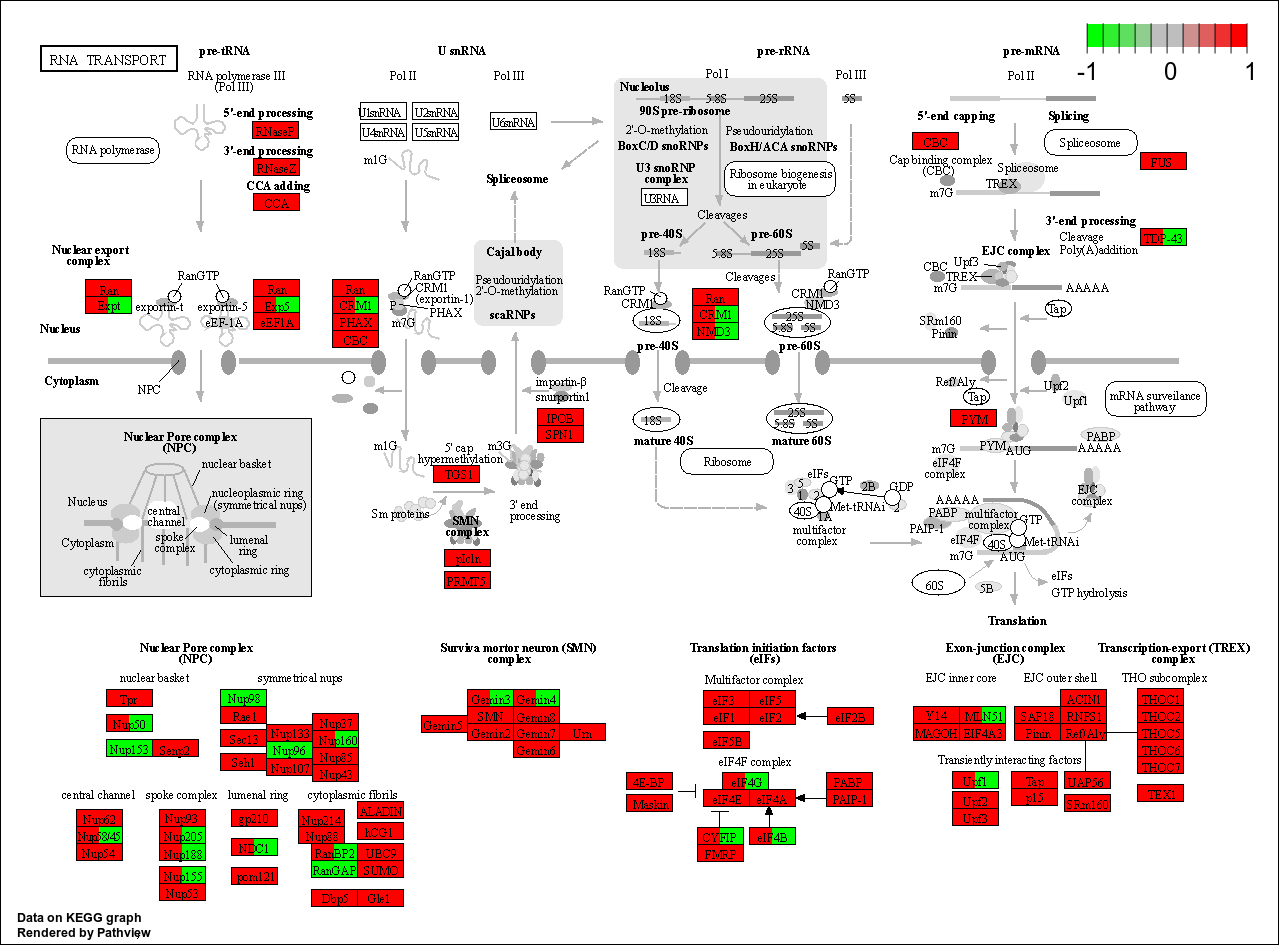 RNA TRANSPORT
-1 0 1
pre-tRNA
RNA polymerase III
(Pol III)
5'-end processing
RNaseP
3'-end processing
RNaseZ
CCA adding
CCA
RNA polymerase
Nuclear export
complex
Ran
Expt
RanGTP
exportin-t
exportin-5
eEF-1A
Ran
Exp5
eEF1A
Nucleus
Cytoplasm
NPC
U snRNA
Pol II
Pol III
U1snRNA
U2snRNA
U4snRNA
U5snRNA
U6snRNA
m1G
Spliceosome
Cajal body
Pseudouridylation
2'-O-methylation
scaRNPs
Ran
CRM1
PHAX
CBC
RanGTP
CRM1
(exportin-1)
P
PHAX
m7G
importin-β
snurportin1
IPOB
SPN1
m1G
5' cap
hypermethylation
m3G
TGS1
Sm proteins
SMN
complex
3' end
processing
pIcln
PRMT5
pre-rRNA
Pol I
Pol III
Nucleolus
18S
5.8S
25S
5S
90S pre-ribosome
2'-O-methylation
BoxC/D snoRNPs
Pseudouridylation
BoxH/ACA snoRNPs
U3 snoRNP
complex
U3RNA
Ribosome biogenesis
in eukaryote
Cleavages
pre-40S
pre-60S
18S
5.8S
25S
5S
Cleavages
RanGTP
CRM1
18S
Ran
CRM1
NMD3
RanGTP
CRM1
NMD3
25S
5.8S
5S
pre-40S
pre-60S
Cleavage
18S
25S
5.8S
5S
mature 40S
mature 60S
Ribosome
eIFs
3
5
1
2
GTP
2B
GDP
2
40S
1A
Met-tRNAi
multifactor
complex
pre-mRNA
Pol II
5'-end capping
Splicing
CBC
Cap binding complex
(CBC)
Spliceosome
Spliceosome
TREX
m7G
FUS
3'-end processing
Cleavage
Poly(A)addition
TDP-43
EJC complex
CBC
Upf3
TREX
m7G
AAAAA
Tap
SRm160
Pinin
Ref/Aly
Tap
Upf2
Upf1
mRNA surveilance
pathway
PYM
m7G
PYM
AUG
PABP
AAAAA
eIF4F
complex
EJC
complex
AAAAA
PABP
PAIP-1
multifactor
complex
GTP
eIF4F
40S
Met-tRNAi
m7G
AUG
60S
5B
eIFs
GTP hydrolysis
Translation
Nuclear Pore complex
(NPC)
nuclear basket
Nucleus
nucleoplasmic ring
(symmetrical nups)
central
channel
spoke
complex
lumenal
ring
Cytoplasm
cytoplasmic
fibrils
cytoplasmic ring
Nuclear Pore complex
(NPC)
nuclear basket
Tpr
Nup50
Nup153
Senp2
symmetrical nups
Nup98
Rae1
Sec13
Seh1
Nup133
Nup96
Nup107
Nup37
Nup160
Nup85
Nup43
central channel
Nup62
Nup58/45
Nup54
spoke complex
Nup93
Nup205
Nup188
Nup155
Nup53
lumenal ring
gp210
NDC1
pom121
cytoplasmic fibrils
Nup214
Nup82
RanBP2
RanGAP
ALADIN
hCG1
UBC9
SUMO
Dbp5
Gle1
Surviva mortor neuron (SMN)
complex
Gemin3
Gemin4
Gemin5
SMN
Gemin8
Gemin2
Gemin7
Unr
Gemin6
Translation initiation factors
(eIFs)
Multifactor complex
eIF3
eIF5
eIF1
eIF2
eIF2B
eIF5B
eIF4F complex
4E-BP
Maskin
eIF4G
eIF4E
eIF4A
PABP
PAIP-1
CYFIP
FMRP
eIF4B
Exon-junction complex
(EJC)
EJC inner core
Y14
MLN51
MAGOH
EIF4A3
EJC outer shell
ACIN1
SAP18
RNPS1
Pinin
Ref/Aly
Transiently interacting factors
Upf1
Upf2
Upf3
Tap
p15
UAP56
SRm160
Transcription-export (TREX)
complex
THO subcomplex
THOC1
THOC2
THOC5
THOC6
THOC7
TEX1
Data on KEGG graph
Rendered by Pathview